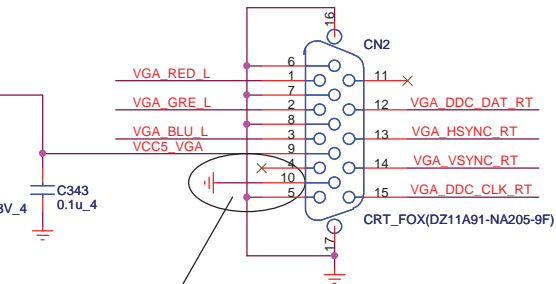 16
CN2
6
VGA_RED_L 1 11
7
VGA_GRE_L 2 12 VGA_DDC_DAT_RT
8
VGA_BLU_L 3 13 VGA_HSYNC_RT
VCC5_VGA 9
4 14 VGA_VSYNC_RT
10
5 15 VGA_DDC_CLK_RT
C343
0.1u_4
3V_4
CRT_FOX(DZ11A91-NA205-9F)
17